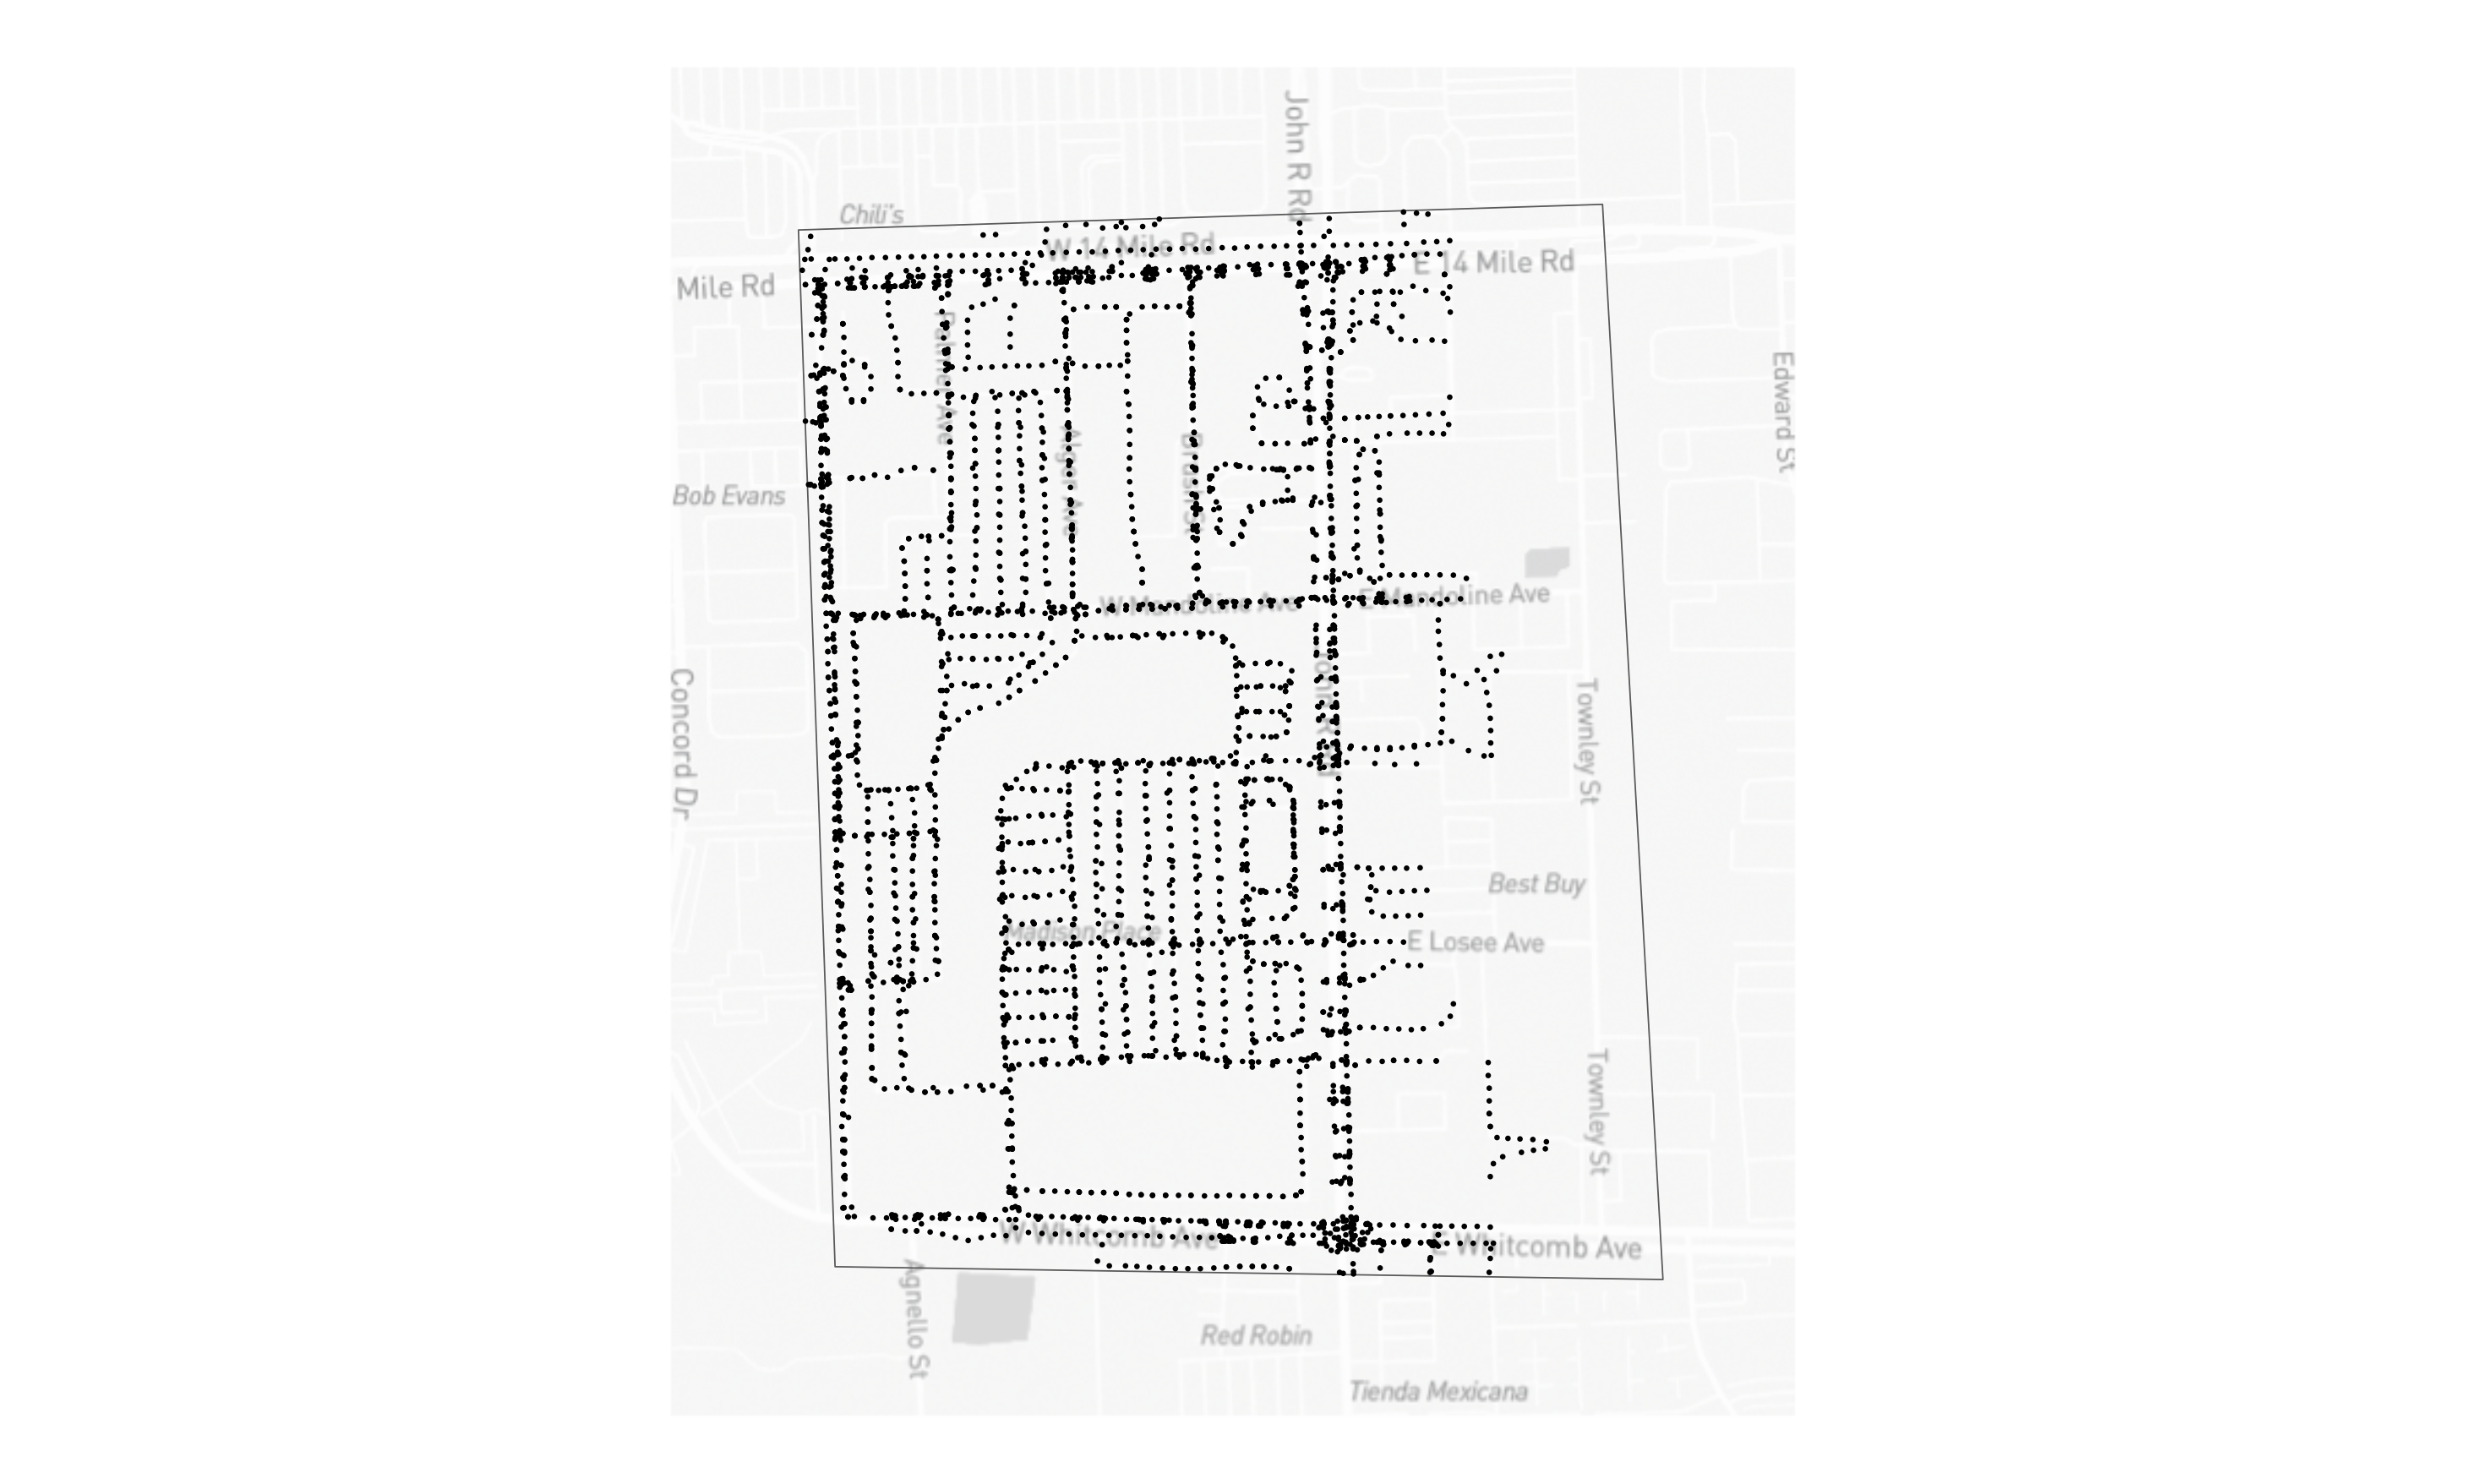 John R Rd
Chili's
W 14 Mile Rd
E 14 Mile Rd
Mile Rd
Palmer Ave
Edward St
Alger Ave
Brush St
Bob Evans
W Mandoline Ave
E Mandoline Ave
Concord Dr
John R Rd
Townley St
Best Buy
Madison Place
E Losee Ave
Townley St
W Whitcomb Ave
E Whitcomb Ave
Agnello St
Red Robin
Tienda Mexicana